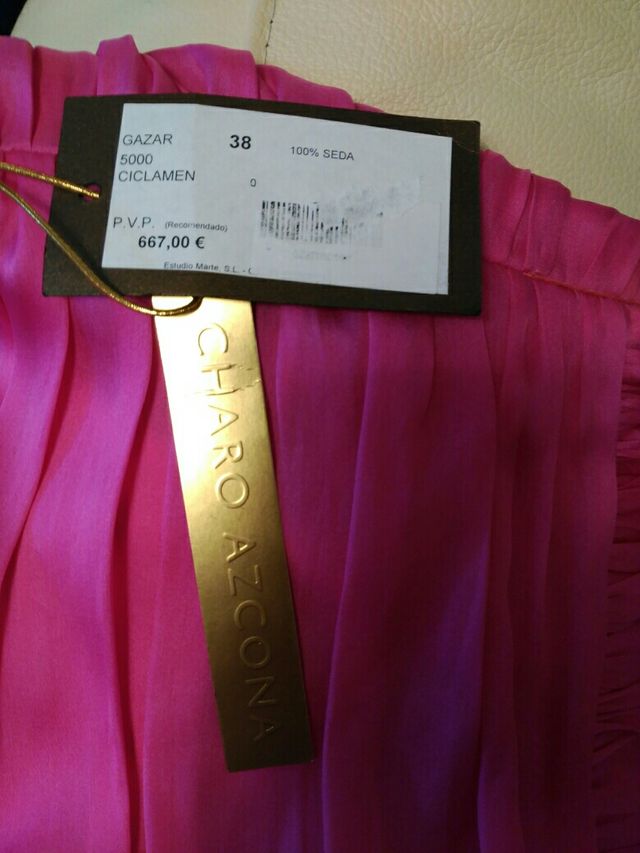 GAZAR 38 100% SEDA
5000
CICLAMEN 0
P.V.P. (Recomendado)
667,00 €
Estudio Marte, S.L. - C.
CHARO AZCONA